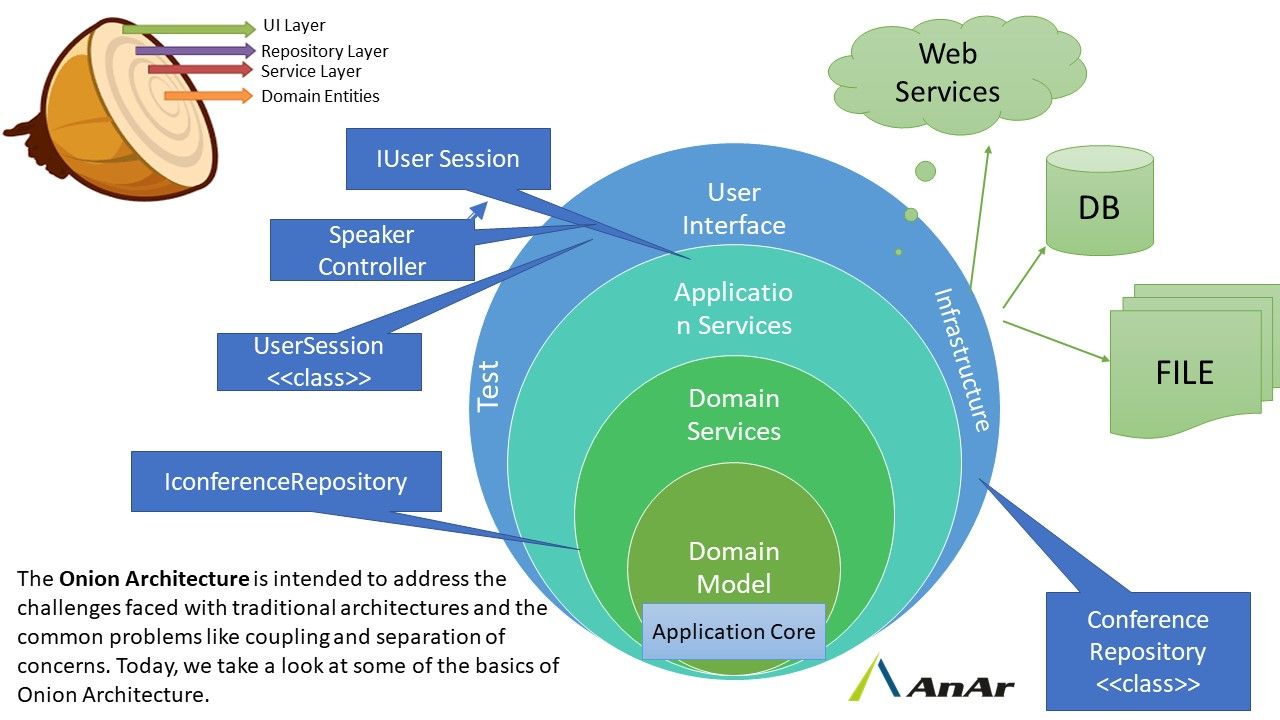 UI Layer
Repository Layer
Service Layer
Domain Entities
Web
Services
IUser Session
DB
User
Interface
Speaker
Controller
Applicatio
n Services
Infrastructure
UserSession
<<class>>
Test
FILE
Domain
Services
IconferenceRepository
Domain
Model
Application Core
The Onion Architecture is intended to address the
challenges faced with traditional architectures and the
common problems like coupling and separation of
concerns. Today, we take a look at some of the basics of
Onion Architecture.
Conference
Repository
<<class>>
AnAr